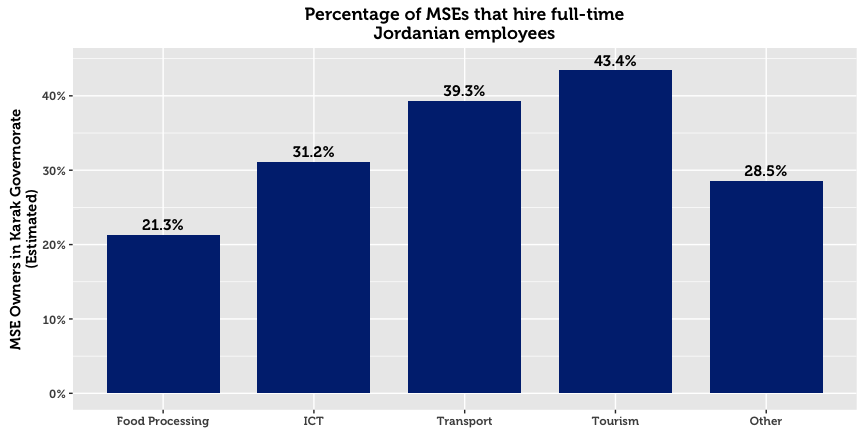 Percentage of MSEs that hire full-time
Jordanian employees
MSE Owners in Karak Governorate
(Estimated)
40%
30%
20%
10%
0%
21.3%
31.2%
39.3%
43.4%
28.5%
Food Processing
ICT
Transport
Tourism
Other